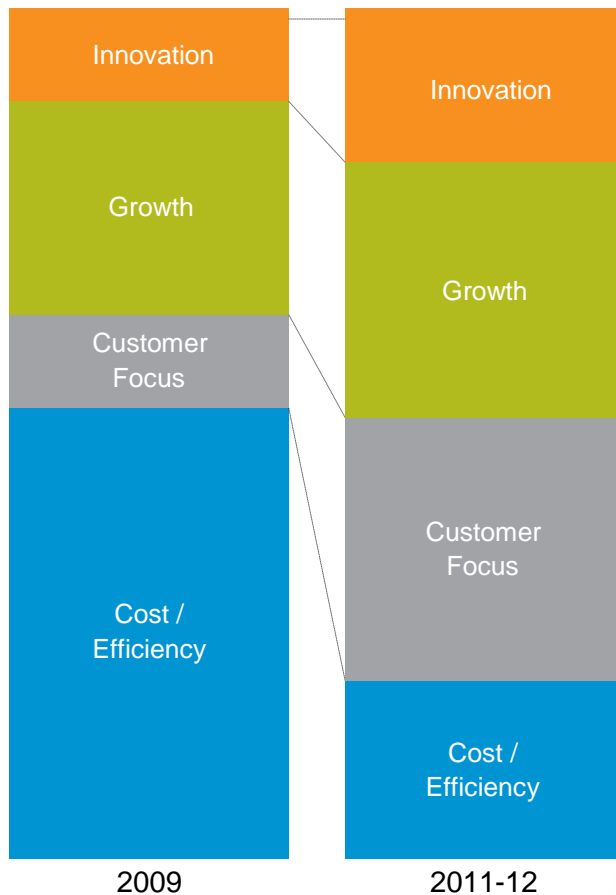 Innovation
Growth
Customer
Focus
Cost /
Efficiency
2009
Innovation
Growth
Customer
Focus
Cost /
Efficiency
2011-12